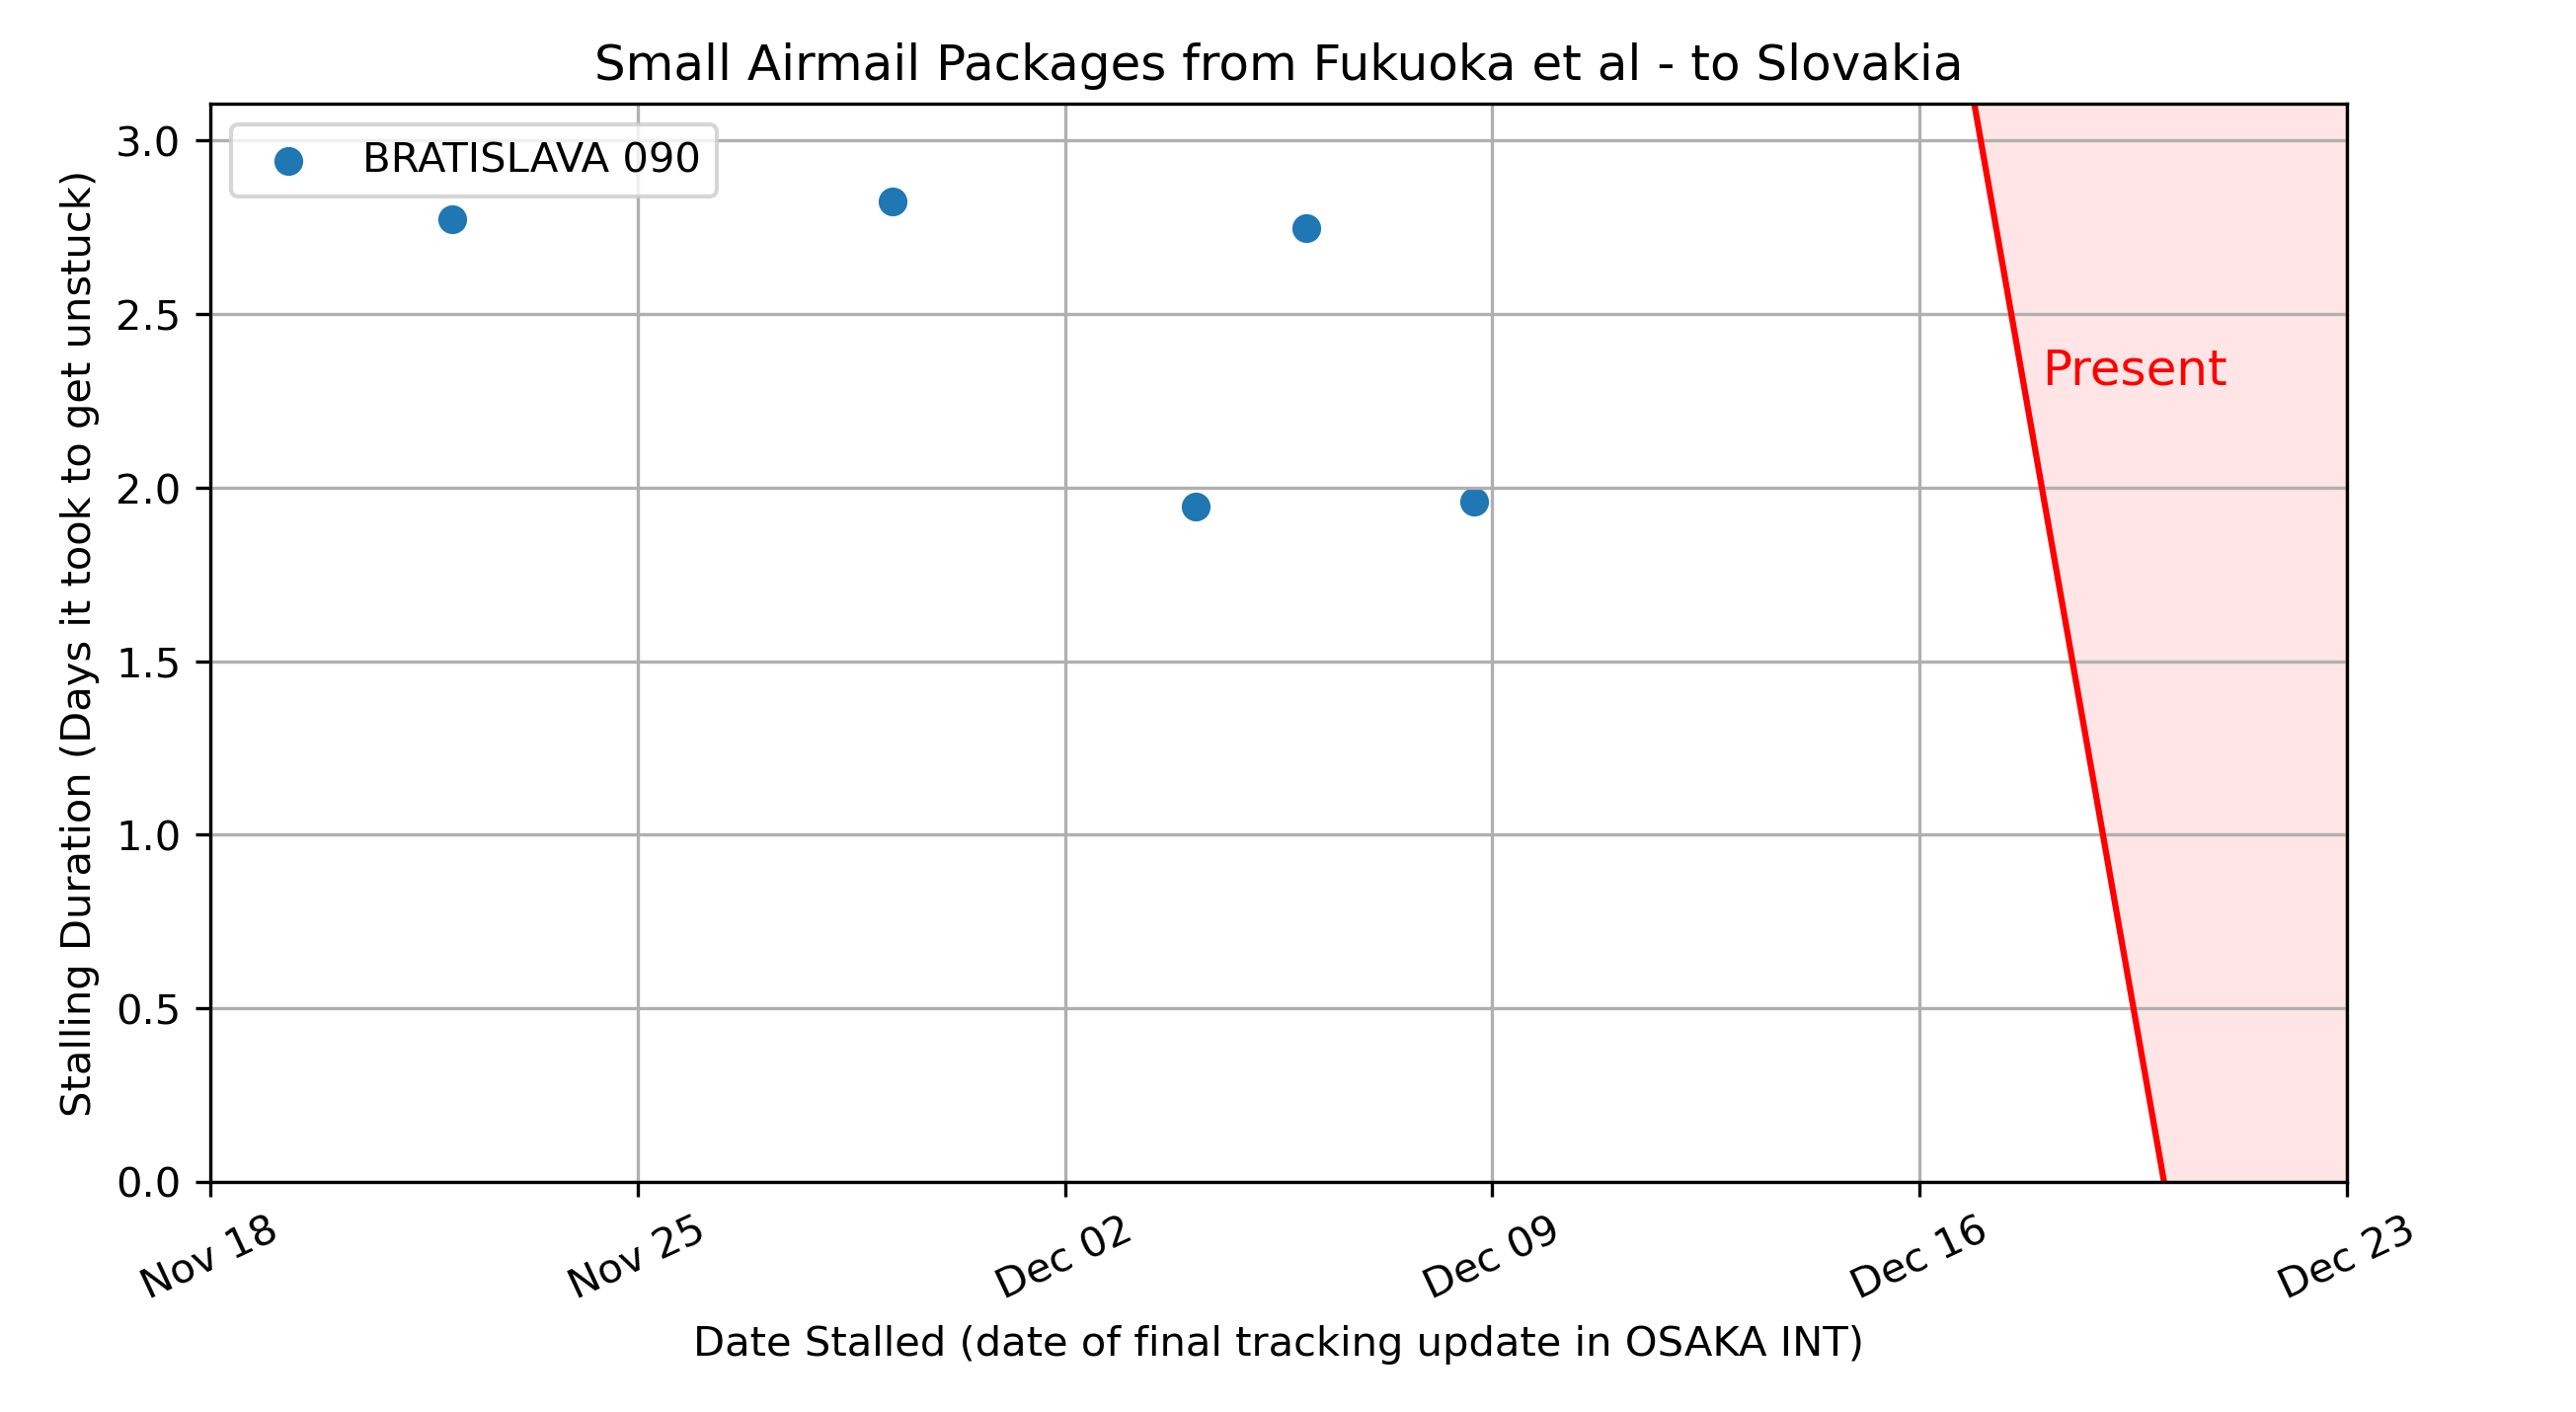 Small Airmail Packages from Fukuoka et al - to Slovakia
BRATISLAVA 090
Present
Stalling Duration (Days it took to get unstuck)
3.0
2.5
2.0
1.5
1.0
0.5
0.0
Nov 18
Nov 25
Dec 02
Dec 09
Dec 16
Dec 23
Date Stalled (date of final tracking update in OSAKA INT)